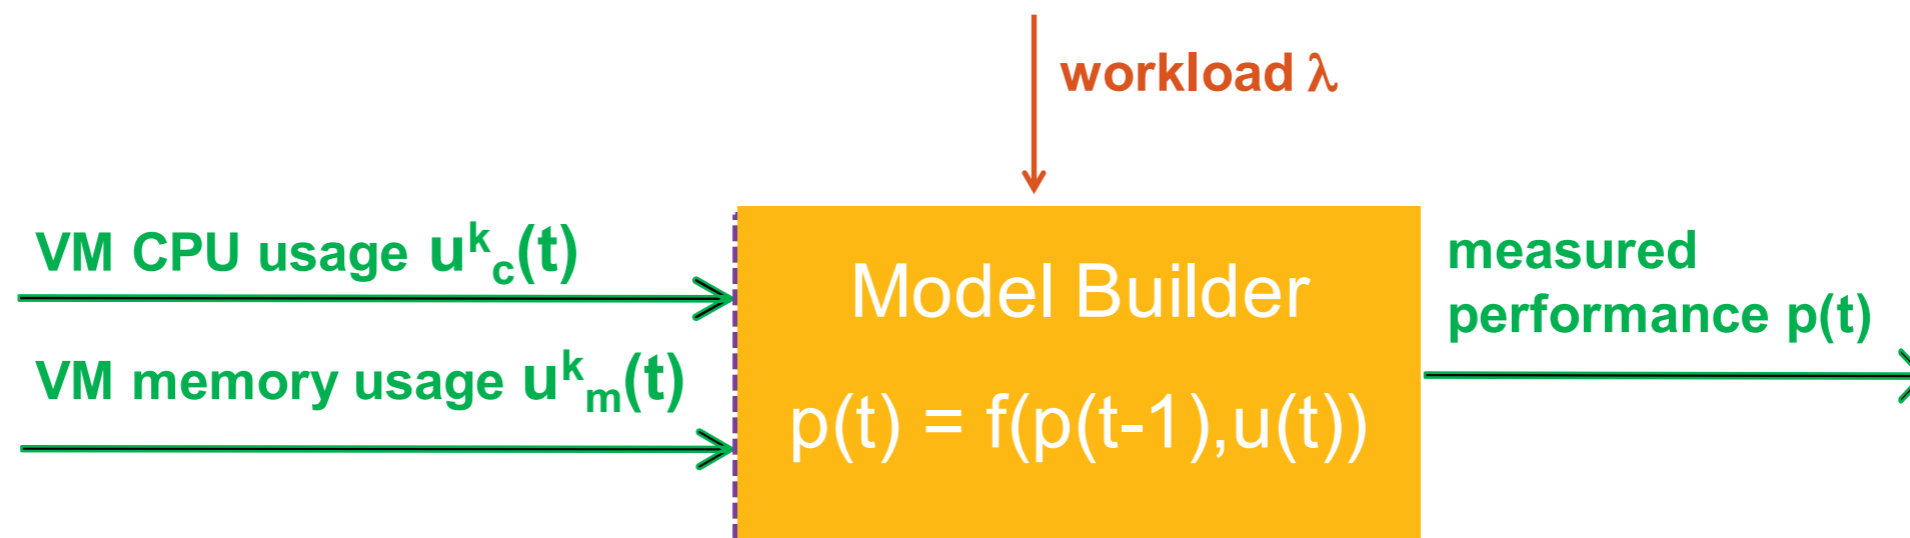 workload λ
VM CPU usage u^k_c(t)
measured
performance p(t)
Model Builder
VM memory usage u^k_m(t)
p(t) = f(p(t-1),u(t))